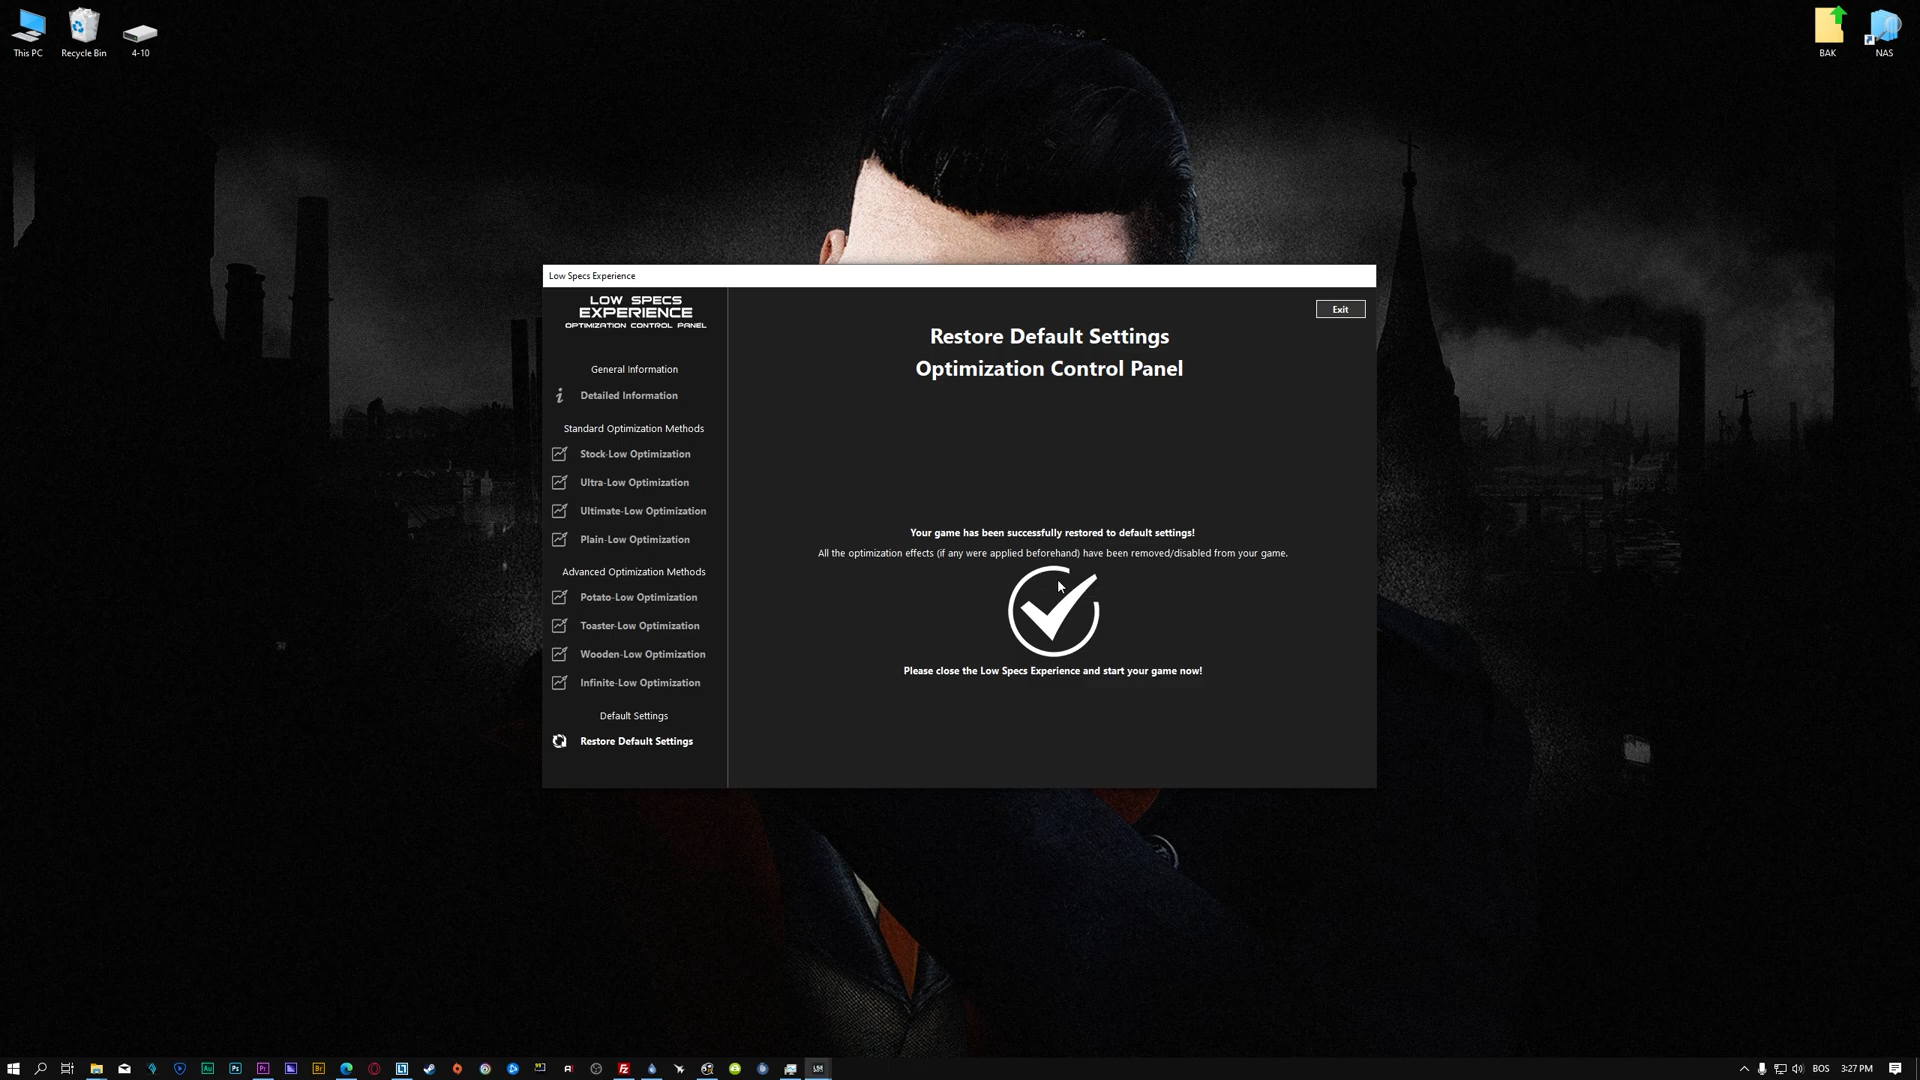 This PC
Recycle Bin
4-10
BAK
NAS
Low Specs Experience
LOW SPECS
EXPERIENCE
OPTIMIZATION CONTROL PANEL
General Information
Detailed Information
Standard Optimization Methods
Stock-Low Optimization
Ultra-Low Optimization
Ultimate-Low Optimization
Plain-Low Optimization
Advanced Optimization Methods
Potato-Low Optimization
Toaster-Low Optimization
Wooden-Low Optimization
Infinite-Low Optimization
Default Settings
Restore Default Settings
Exit
Restore Default Settings
Optimization Control Panel
Your game has been successfully restored to default settings!
All the optimization effects (if any were applied beforehand) have been removed/disabled from your game.
Please close the Low Specs Experience and start your game now!
Au
Ps
Pr
Br
BOS
3:27 PM